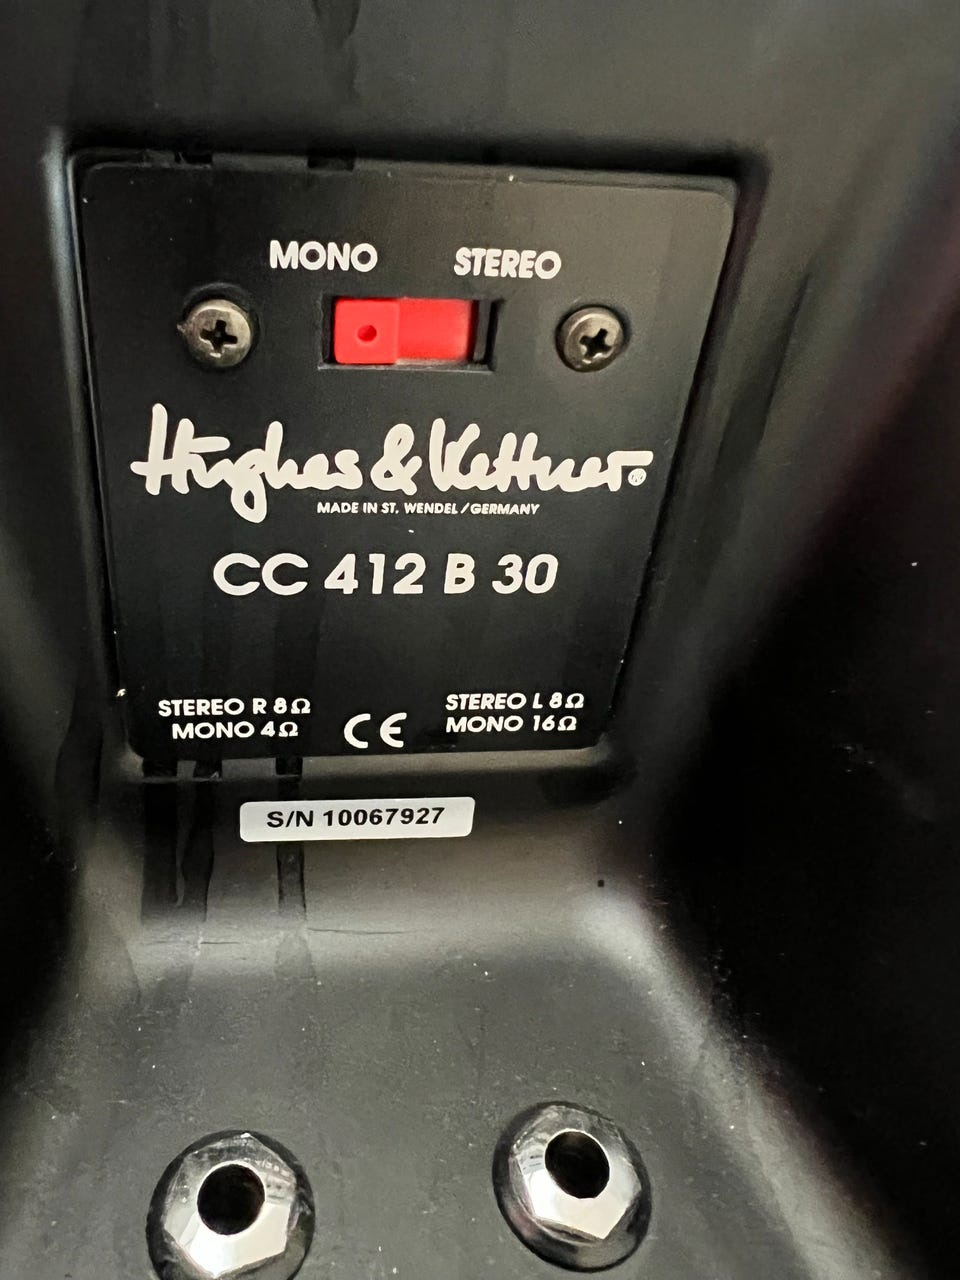 MONO STEREO
Hughes & Kettner®
MADE IN ST. WENDEL/GERMANY
CC 412 B 30
STEREO R 8Ω STEREO L 8Ω
MONO 4Ω CE MONO 16Ω
S/N 10067927